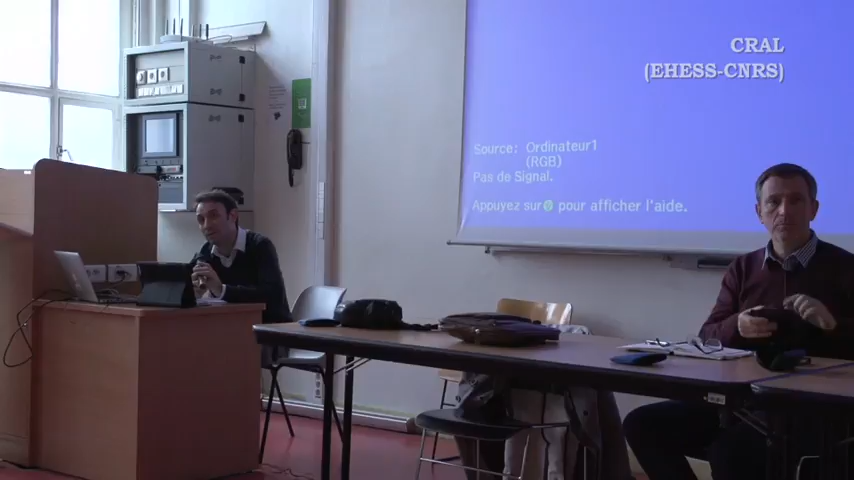 CRAL
(EHESS-CNRS)
Source: Ordinateur1
(RGB)
Pas de Signal.
Appuyez sur pour afficher l'aide.